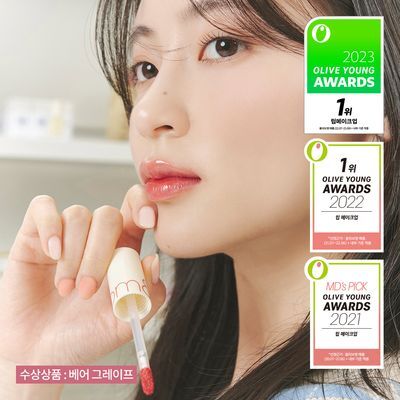 2023
OLIVE YOUNG
AWARDS
1위
립메이크업
1위
OLIVE YOUNG
AWARDS
2022
립 메이크업
MD's PICK
OLIVE YOUNG
AWARDS
2021
립 메이크업
수상상품 : 베어 그레이프